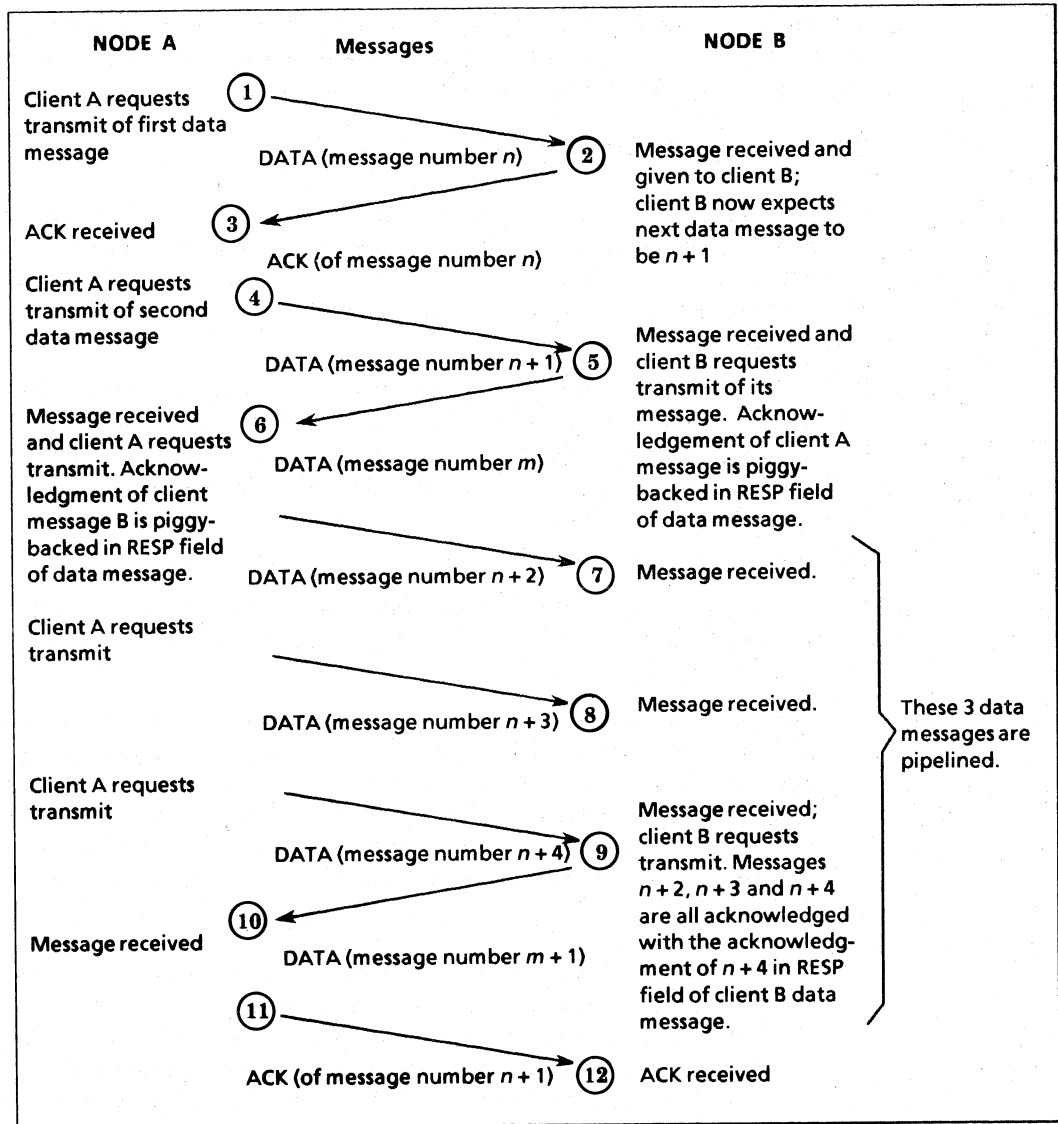 NODE A
Messages
NODE B
Client A requests
transmit of first data
message
1
DATA (message number n)
2
Message received and
given to client B;
client B now expects
next data message to
be n + 1
ACK received
3
ACK (of message number n)
Client A requests
transmit of second
data message
4
DATA (message number n + 1)
5
Message received and
client B requests
transmit of its
message. Acknow-
ledgement of client A
message is piggy-
backed in RESP field
of data message.
Message received
and client A requests
transmit. Acknow-
ledgment of client
message B is piggy-
backed in RESP field
of data message.
6
DATA (message number m)
DATA (message number n + 2)
7
Message received.
Client A requests
transmit
DATA (message number n + 3)
8
Message received.
These 3 data
messages are
pipelined.
Client A requests
transmit
DATA (message number n + 4)
9
Message received;
client B requests
transmit. Messages
n + 2, n + 3 and n + 4
are all acknowledged
with the acknowledg-
ment of n + 4 in RESP
field of client B data
message.
10
Message received
DATA (message number m + 1)
11
ACK (of message number n + 1)
12
ACK received